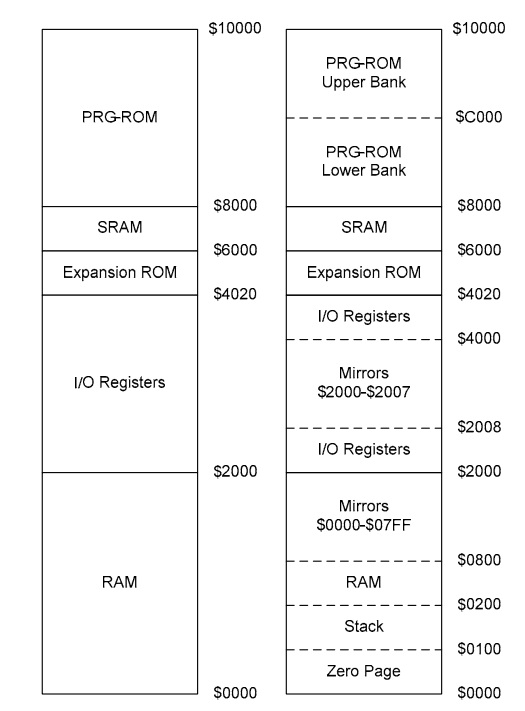 $10000
PRG-ROM
$8000
SRAM
$6000
Expansion ROM
$4020
I/O Registers
$2000
RAM
$0000
$10000
PRG-ROM
Upper Bank
$C000
PRG-ROM
Lower Bank
$8000
SRAM
$6000
Expansion ROM
$4020
I/O Registers
$4000
Mirrors
$2000-$2007
$2008
I/O Registers
$2000
Mirrors
$0000-$07FF
$0800
RAM
$0200
Stack
$0100
Zero Page
$0000